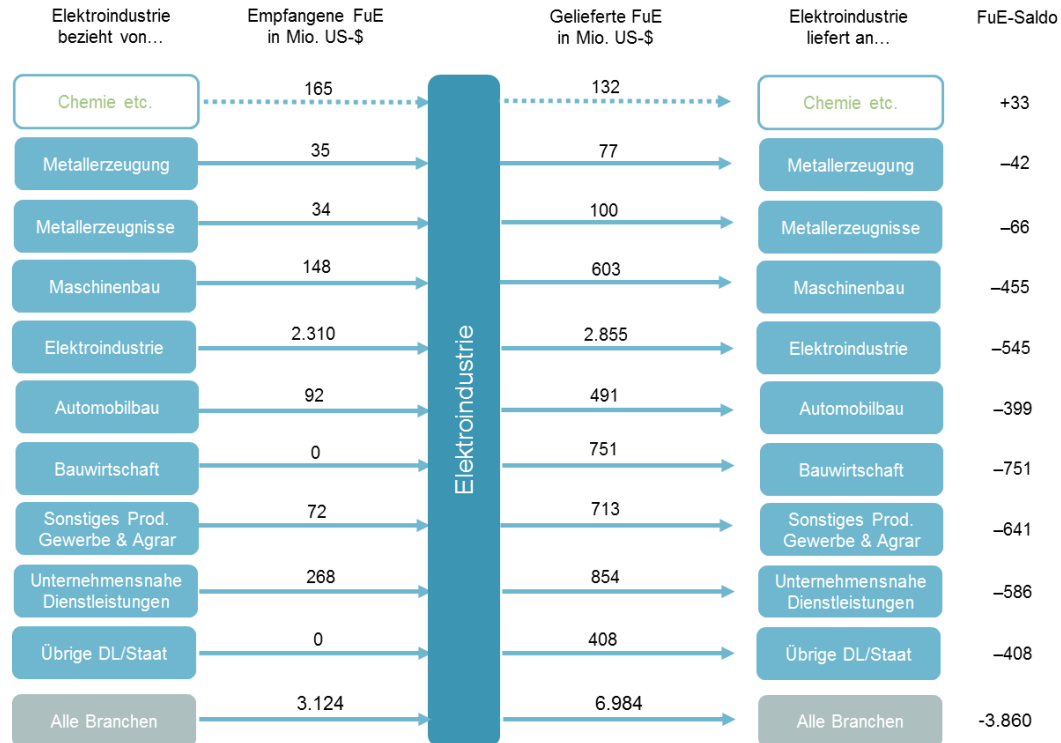 Elektroindustrie
bezieht von…
Empfangene FuE
in Mio. US-$
Gelieferte FuE
in Mio. US-$
Elektroindustrie
liefert an…
FuE-Saldo
Chemie etc.
165
132
Chemie etc.
+33
Metallerzeugung
35
77
Metallerzeugung
–42
Metallerzeugnisse
34
100
Metallerzeugnisse
–66
Maschinenbau
148
603
Maschinenbau
–455
Elektroindustrie
2.310
Elektroindustrie
2.855
Elektroindustrie
–545
Automobilbau
92
491
Automobilbau
–399
Bauwirtschaft
0
751
Bauwirtschaft
–751
Sonstiges Prod.
Gewerbe & Agrar
72
713
Sonstiges Prod.
Gewerbe & Agrar
–641
Unternehmensnahe
Dienstleistungen
268
854
Unternehmensnahe
Dienstleistungen
–586
Übrige DL/Staat
0
408
Übrige DL/Staat
–408
Alle Branchen
3.124
6.984
Alle Branchen
-3.860